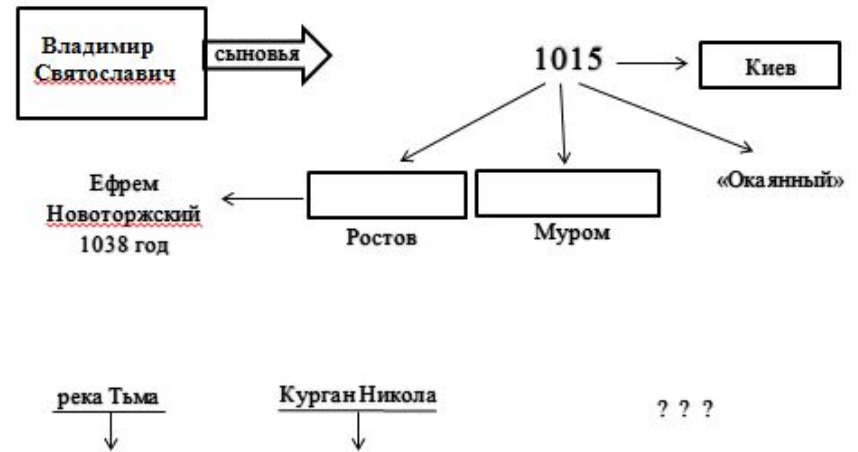 Владимир
Святославич
сыновья
1015
Киев
«Окаянный»
Ефрем
Новоторжский
1038 год
Ростов
Муром
река Тьма
Курган Никола
? ? ?